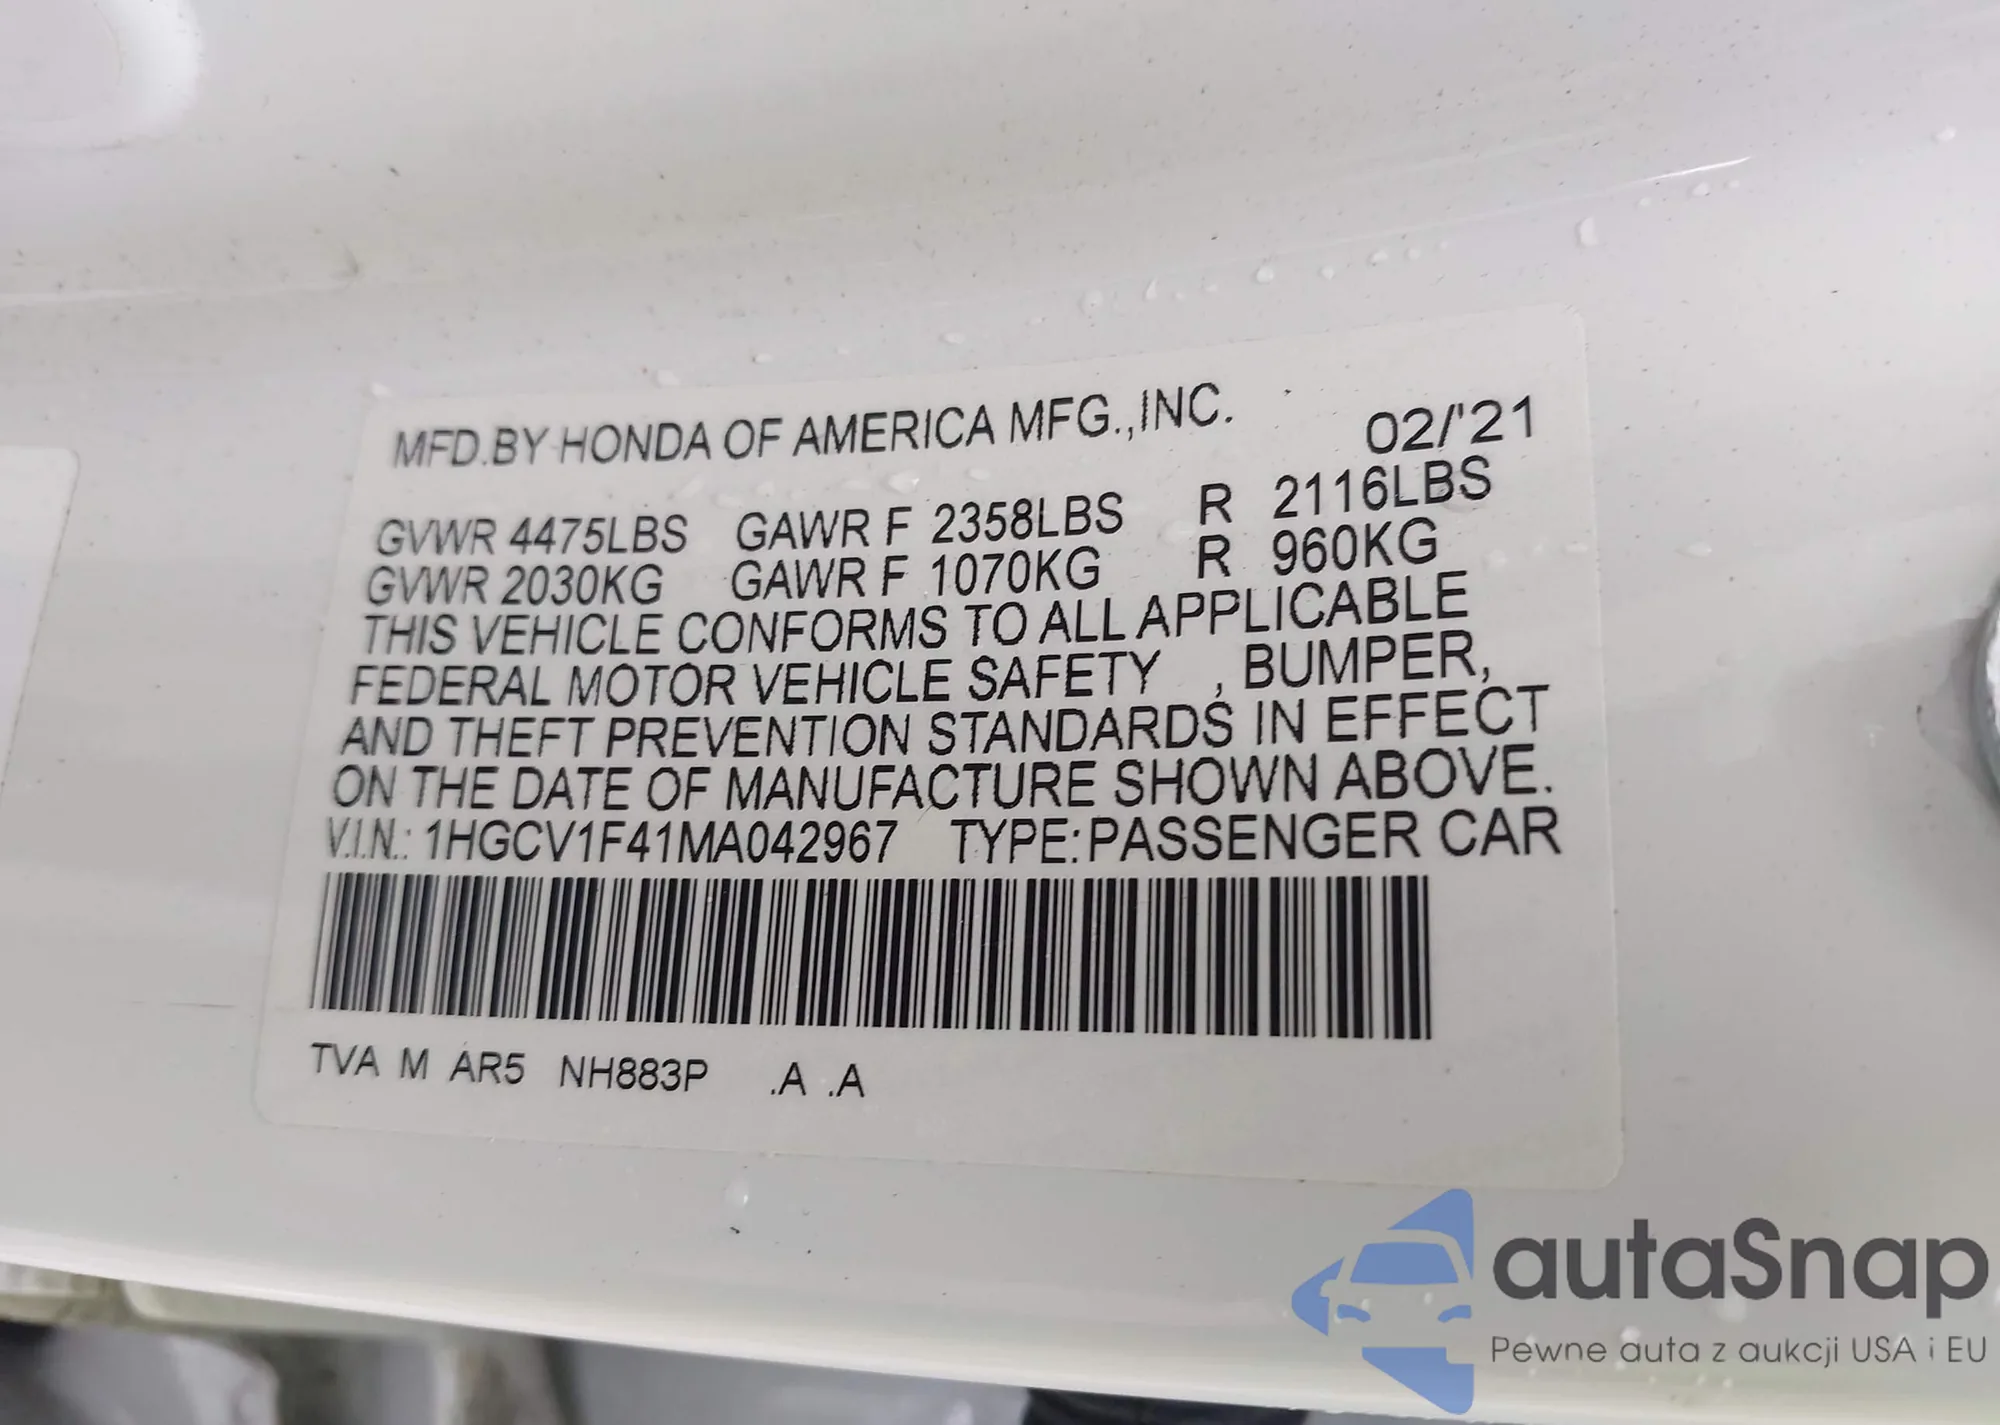 MFD.BY HONDA OF AMERICA MFG.,INC. 02/'21
GVWR 4475LBS GAWR F 2358LBS R 2116LBS
GVWR 2030KG GAWR F 1070KG R 960KG
THIS VEHICLE CONFORMS TO ALL APPLICABLE
FEDERAL MOTOR VEHICLE SAFETY , BUMPER,
AND THEFT PREVENTION STANDARDS IN EFFECT
ON THE DATE OF MANUFACTURE SHOWN ABOVE.
V.I.N.: 1HGCV1F41MA042967 TYPE:PASSENGER CAR
TVA M AR5 NH883P .A .A
autaSnap
Pewne auta z aukcji USA i EU